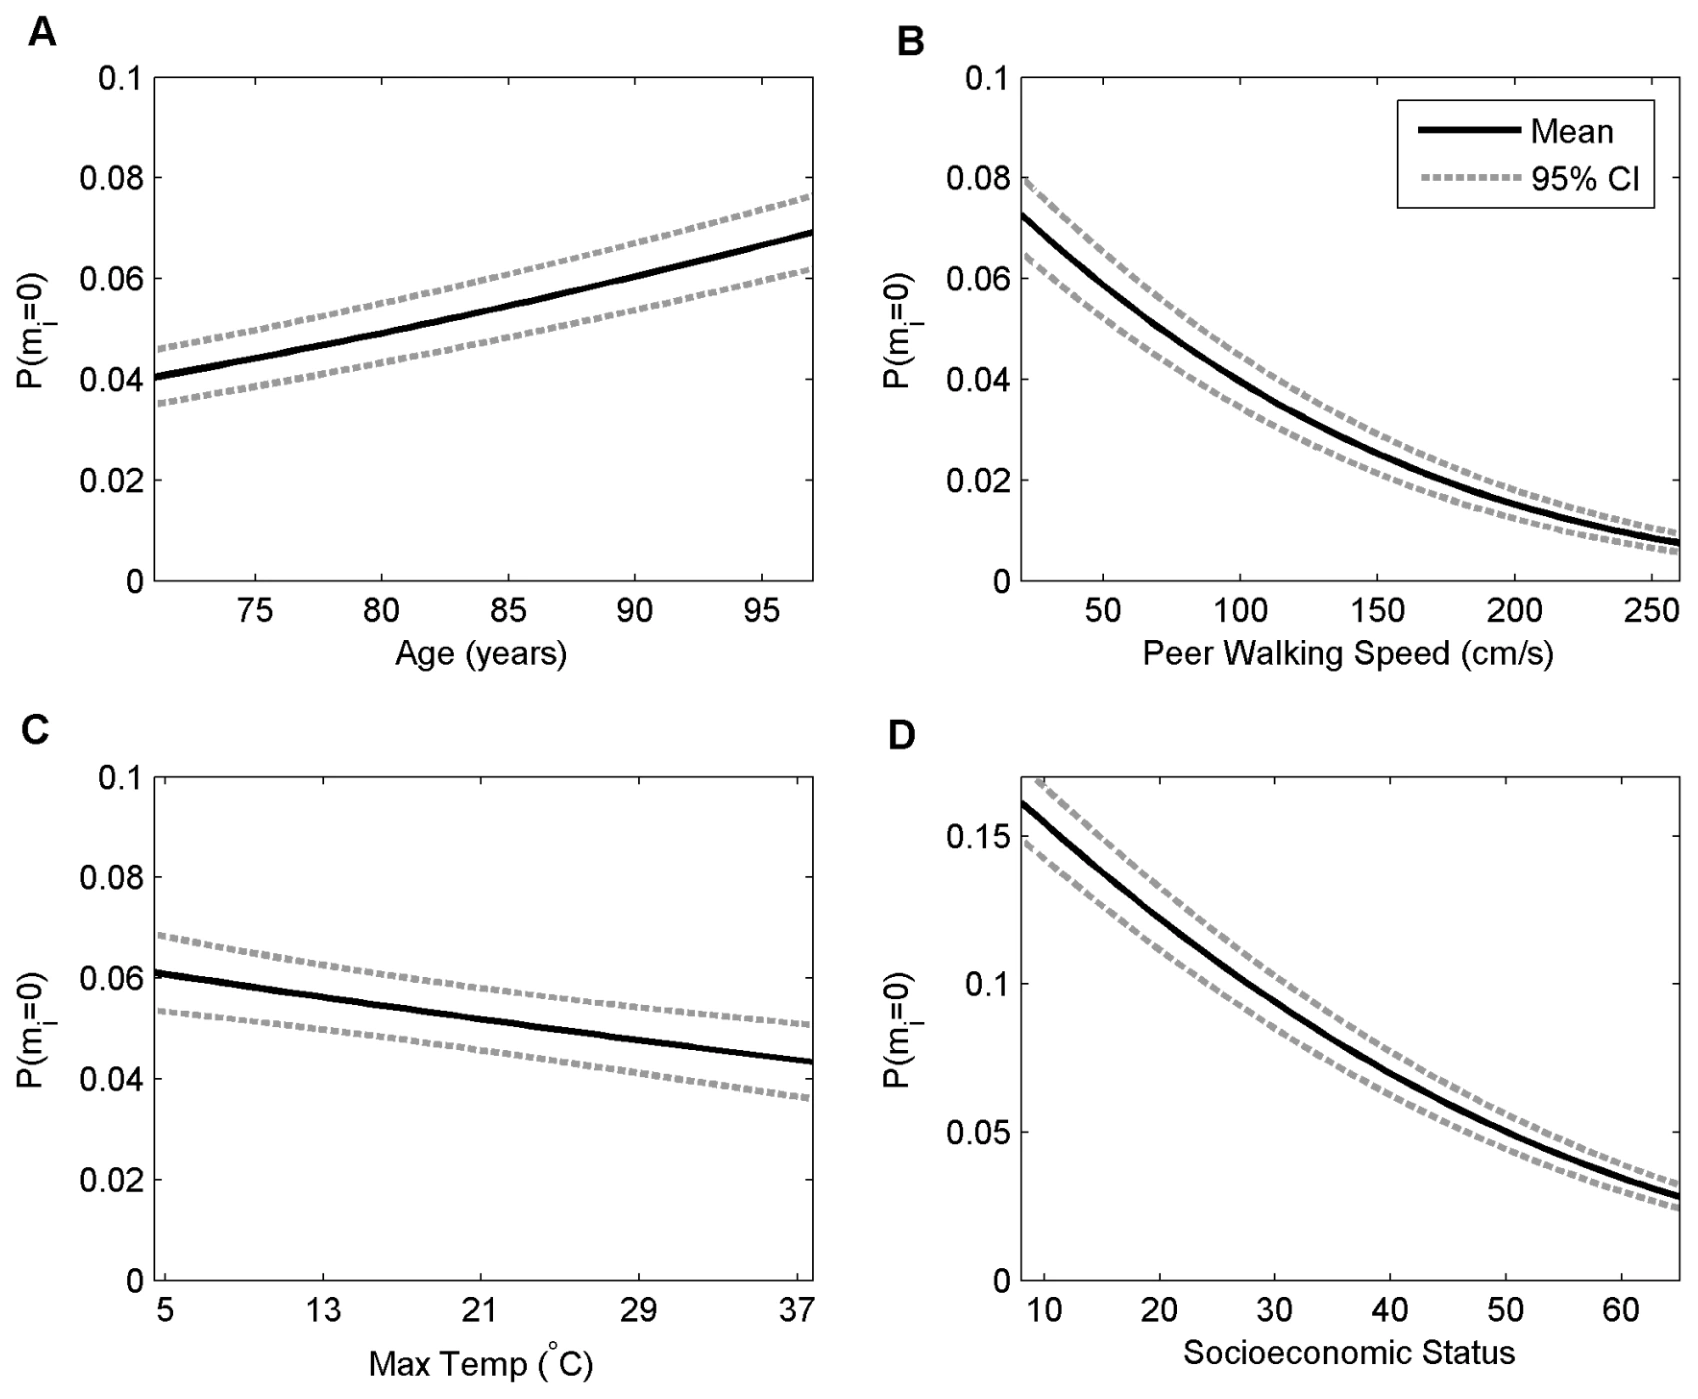 A
0.1
0.08
0.06
0.04
0.02
0
P(m_i=0)
75 80 85 90 95
Age (years)
B
0.1
0.08
0.06
0.04
0.02
0
P(m_i=0)
Mean
95% CI
50 100 150 200 250
Peer Walking Speed (cm/s)
C
0.1
0.08
0.06
0.04
0.02
0
P(m_i=0)
5 13 21 29 37
Max Temp (°C)
D
0.15
0.1
0.05
0
P(m_i=0)
10 20 30 40 50 60
Socioeconomic Status